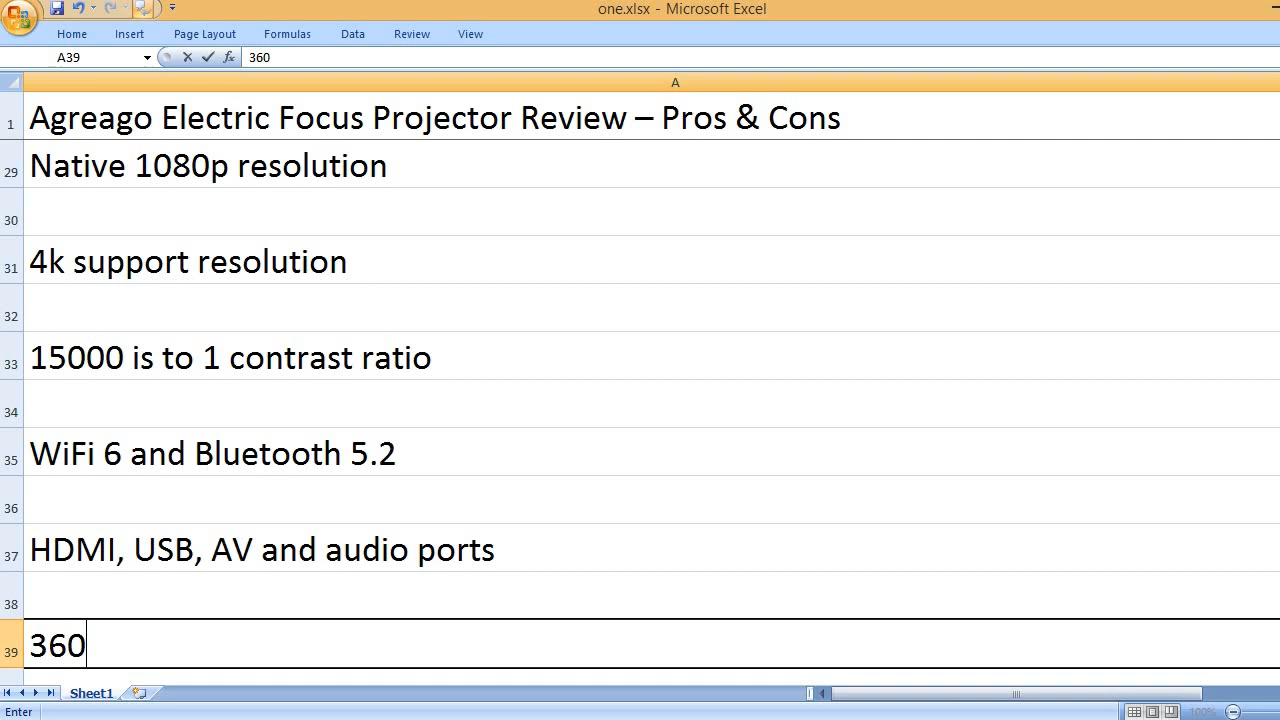 one.xlsx - Microsoft Excel
Home Insert Page Layout Formulas Data Review View
A39 fx 360
A
1 Agreago Electric Focus Projector Review – Pros & Cons
29 Native 1080p resolution
30
31 4k support resolution
32
33 15000 is to 1 contrast ratio
34
35 WiFi 6 and Bluetooth 5.2
36
37 HDMI, USB, AV and audio ports
38
39 360
Sheet1
Enter 100%